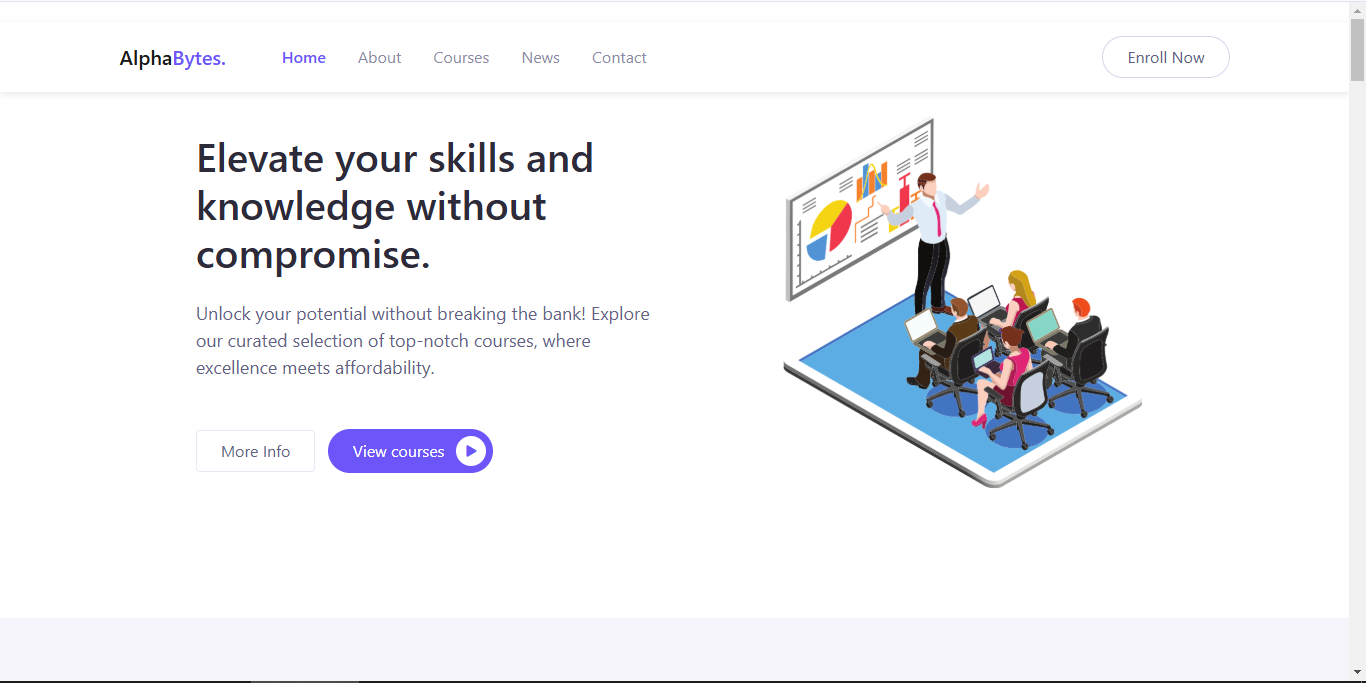 AlphaBytes. Home About Courses News Contact Enroll Now
Elevate your skills and
knowledge without
compromise.
Unlock your potential without breaking the bank! Explore
our curated selection of top-notch courses, where
excellence meets affordability.
More Info View courses